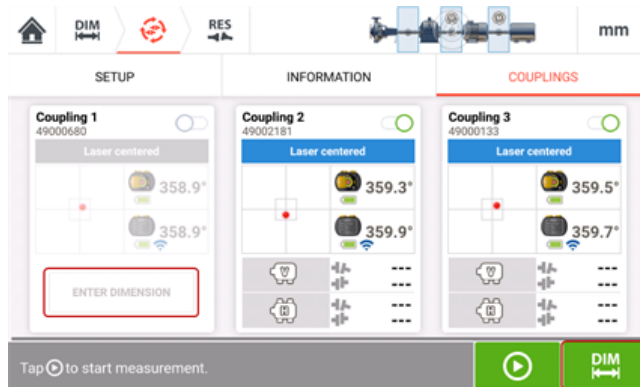 DIM RES mm
SETUP INFORMATION COUPLINGS
Coupling 1
49000680
Laser centered
358.9°
358.9°
ENTER DIMENSION
Coupling 2
49002181
Laser centered
359.3°
359.9°
V ---
---
H ---
---
Coupling 3
49000133
Laser centered
359.5°
359.7°
V ---
---
H ---
---
Tap to start measurement. DIM